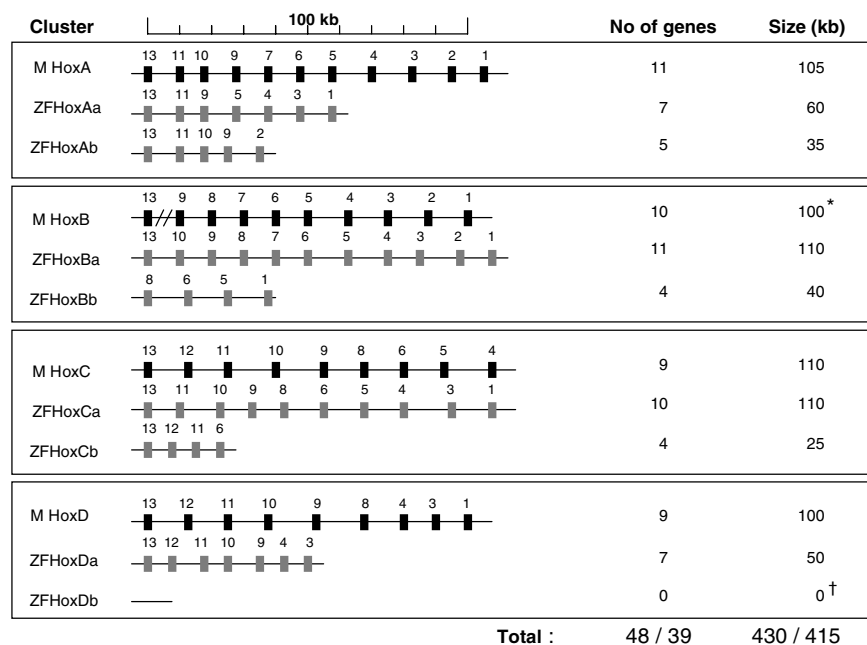 Cluster 100 kb No of genes Size (kb)
13 11 10 9 7 6 5 4 3 2 1
M HoxA 11 105
13 11 9 5 4 3 1
ZFHoxAa 7 60
13 11 10 9 2
ZFHoxAb 5 35
13 9 8 7 6 5 4 3 2 1
M HoxB 10 100*
13 10 9 8 7 6 5 4 3 2 1
ZFHoxBa 11 110
8 6 5 1
ZFHoxBb 4 40
13 12 11 10 9 8 6 5 4
M HoxC 9 110
13 11 10 9 8 6 5 4 3 1
ZFHoxCa 10 110
13 12 11 6
ZFHoxCb 4 25
13 12 11 10 9 8 4 3 1
M HoxD 9 100
13 12 11 10 9 4 3
ZFHoxDa 7 50
ZFHoxDb 0 0†
Total : 48 / 39 430 / 415